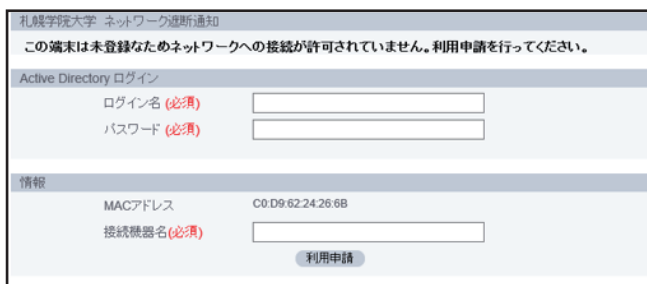 札幌学院大学 ネットワーク遮断通知
この端末は未登録なためネットワークへの接続が許可されていません。利用申請を行ってください。
Active Directory ログイン
ログイン名 (必須)
パスワード (必須)
情報
MACアドレス C0:D9:62:24:26:6B
接続機器名(必須)
利用申請